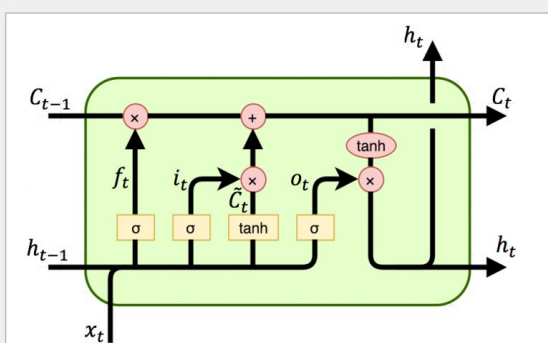 h_t
C_{t-1}
×
+
C_t
tanh
f_t
i_t
×
o_t
×
C̃_t
σ
σ
tanh
σ
h_{t-1}
h_t
x_t